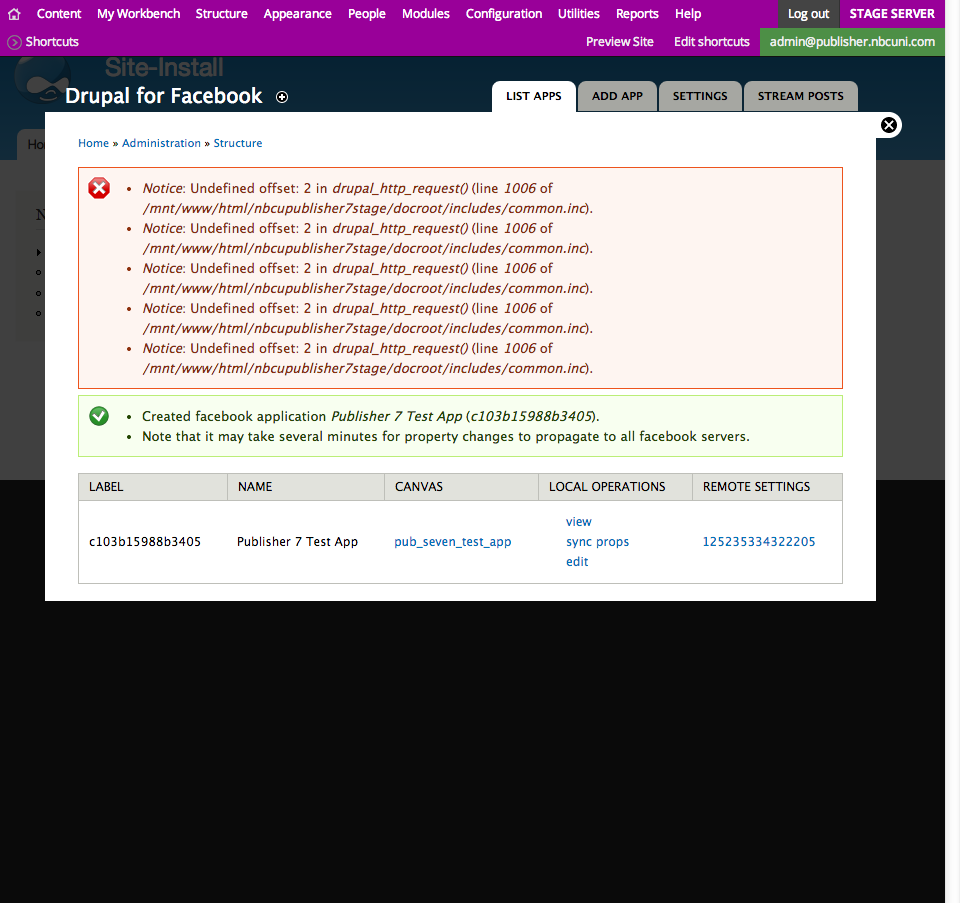 Content My Workbench Structure Appearance People Modules Configuration Utilities Reports Help Log out STAGE SERVER
Shortcuts Preview Site Edit shortcuts admin@publisher.nbcuni.com
Site-Install
Drupal for Facebook LIST APPS ADD APP SETTINGS STREAM POSTS
Home » Administration » Structure
Notice: Undefined offset: 2 in drupal_http_request() (line 1006 of
/mnt/www/html/nbcupublisher7stage/docroot/includes/common.inc).
Notice: Undefined offset: 2 in drupal_http_request() (line 1006 of
/mnt/www/html/nbcupublisher7stage/docroot/includes/common.inc).
Notice: Undefined offset: 2 in drupal_http_request() (line 1006 of
/mnt/www/html/nbcupublisher7stage/docroot/includes/common.inc).
Notice: Undefined offset: 2 in drupal_http_request() (line 1006 of
/mnt/www/html/nbcupublisher7stage/docroot/includes/common.inc).
Notice: Undefined offset: 2 in drupal_http_request() (line 1006 of
/mnt/www/html/nbcupublisher7stage/docroot/includes/common.inc).
Created facebook application Publisher 7 Test App (c103b15988b3405).
Note that it may take several minutes for property changes to propagate to all facebook servers.
LABEL NAME CANVAS LOCAL OPERATIONS REMOTE SETTINGS
view
c103b15988b3405 Publisher 7 Test App pub_seven_test_app sync props 125235334322205
edit